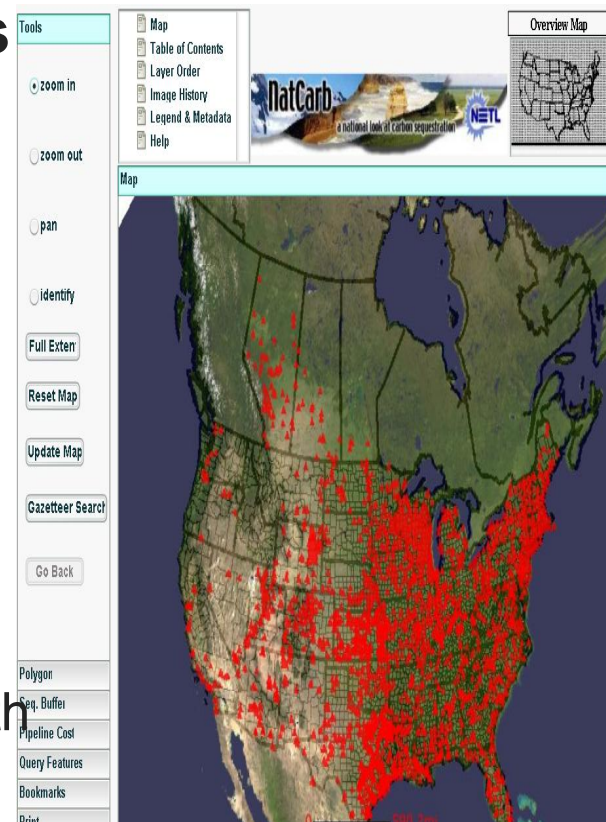 s
Tools
zoom in
zoom out
pan
identify
Full Exten
Reset Map
Update Map
Gazetteer Search
Go Back
ah
Polygon
Seq. Buffer
Pipeline Cost
Query Features
Bookmarks
Print
Map
Table of Contents
Layer Order
Image History
Legend & Metadata
Help
NatCarb
a national look at carbon sequestration
NETL
Overview Map
Map